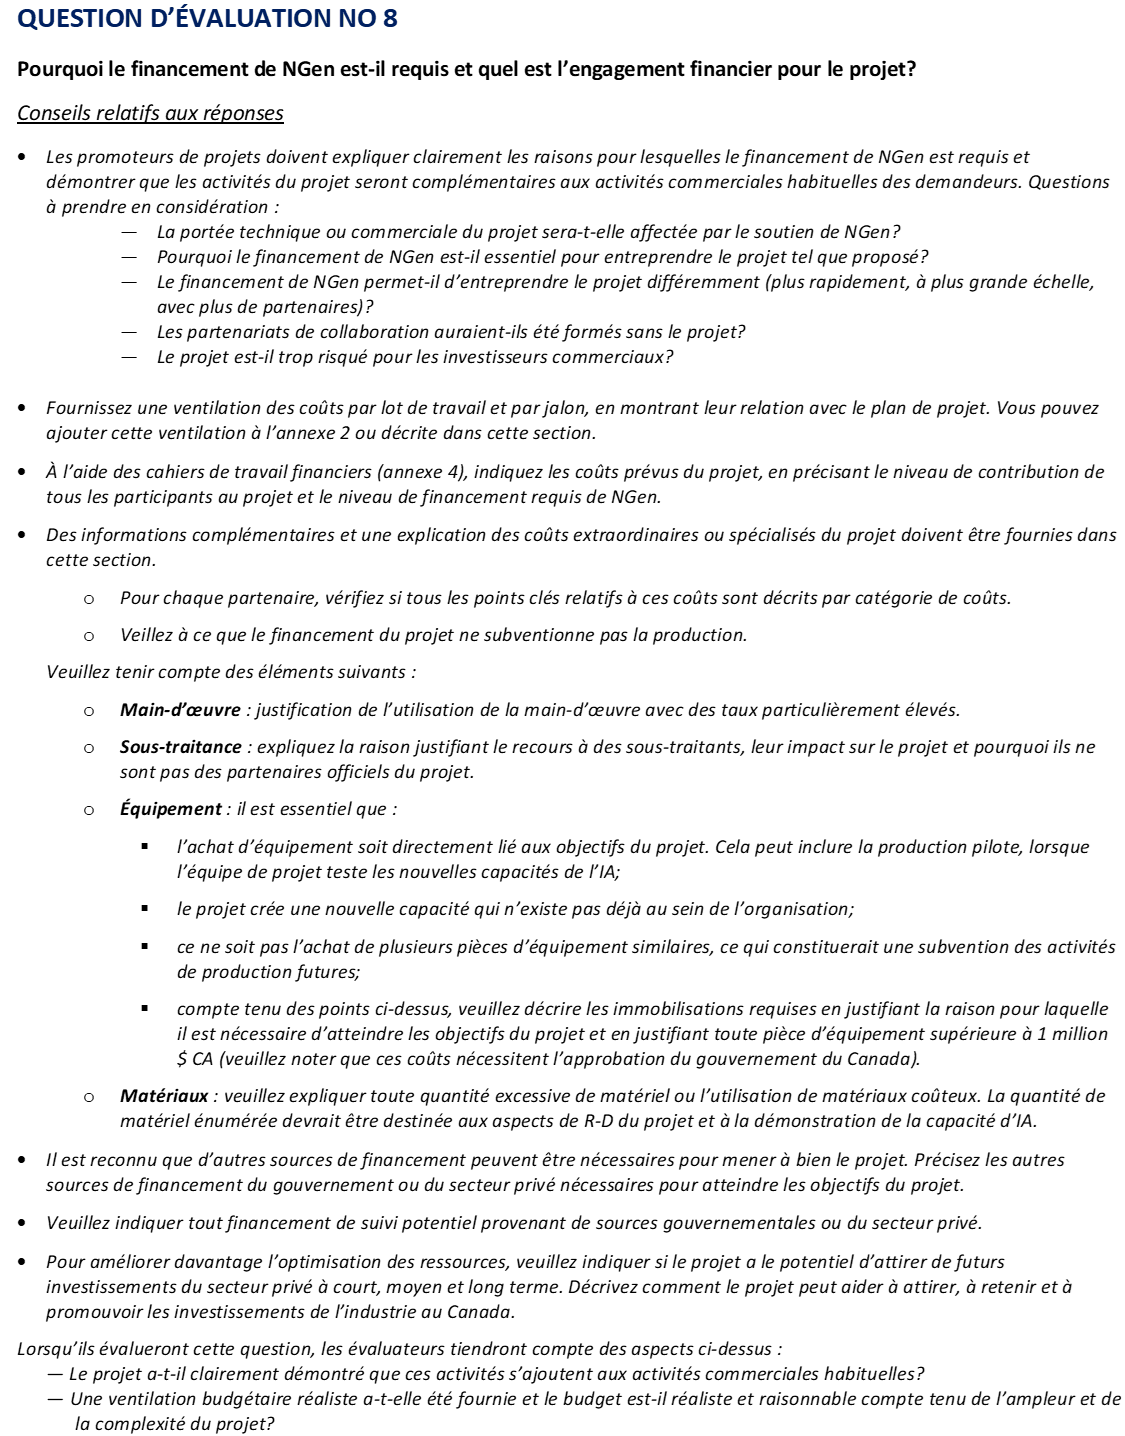 QUESTION D’ÉVALUATION NO 8
Pourquoi le financement de NGen est-il requis et quel est l’engagement financier pour le projet?
Conseils relatifs aux réponses
• Les promoteurs de projets doivent expliquer clairement les raisons pour lesquelles le financement de NGen est requis et
démontrer que les activités du projet seront complémentaires aux activités commerciales habituelles des demandeurs. Questions
à prendre en considération :
— La portée technique ou commerciale du projet sera-t-elle affectée par le soutien de NGen?
— Pourquoi le financement de NGen est-il essentiel pour entreprendre le projet tel que proposé?
— Le financement de NGen permet-il d’entreprendre le projet différemment (plus rapidement, à plus grande échelle,
avec plus de partenaires)?
— Les partenariats de collaboration auraient-ils été formés sans le projet?
— Le projet est-il trop risqué pour les investisseurs commerciaux?
• Fournissez une ventilation des coûts par lot de travail et par jalon, en montrant leur relation avec le plan de projet. Vous pouvez
ajouter cette ventilation à l’annexe 2 ou décrite dans cette section.
• À l’aide des cahiers de travail financiers (annexe 4), indiquez les coûts prévus du projet, en précisant le niveau de contribution de
tous les participants au projet et le niveau de financement requis de NGen.
• Des informations complémentaires et une explication des coûts extraordinaires ou spécialisés du projet doivent être fournies dans
cette section.
o Pour chaque partenaire, vérifiez si tous les points clés relatifs à ces coûts sont décrits par catégorie de coûts.
o Veillez à ce que le financement du projet ne subventionne pas la production.
Veuillez tenir compte des éléments suivants :
o Main-d’œuvre : justification de l’utilisation de la main-d’œuvre avec des taux particulièrement élevés.
o Sous-traitance : expliquez la raison justifiant le recours à des sous-traitants, leur impact sur le projet et pourquoi ils ne
sont pas des partenaires officiels du projet.
o Équipement : il est essentiel que :
▪ l’achat d’équipement soit directement lié aux objectifs du projet. Cela peut inclure la production pilote, lorsque
l’équipe de projet teste les nouvelles capacités de l’IA;
▪ le projet crée une nouvelle capacité qui n’existe pas déjà au sein de l’organisation;
▪ ce ne soit pas l’achat de plusieurs pièces d’équipement similaires, ce qui constituerait une subvention des activités
de production futures;
▪ compte tenu des points ci-dessus, veuillez décrire les immobilisations requises en justifiant la raison pour laquelle
il est nécessaire d’atteindre les objectifs du projet et en justifiant toute pièce d’équipement supérieure à 1 million
$ CA (veuillez noter que ces coûts nécessitent l’approbation du gouvernement du Canada).
o Matériaux : veuillez expliquer toute quantité excessive de matériel ou l’utilisation de matériaux coûteux. La quantité de
matériel énumérée devrait être destinée aux aspects de R-D du projet et à la démonstration de la capacité d’IA.
• Il est reconnu que d’autres sources de financement peuvent être nécessaires pour mener à bien le projet. Précisez les autres
sources de financement du gouvernement ou du secteur privé nécessaires pour atteindre les objectifs du projet.
• Veuillez indiquer tout financement de suivi potentiel provenant de sources gouvernementales ou du secteur privé.
• Pour améliorer davantage l’optimisation des ressources, veuillez indiquer si le projet a le potentiel d’attirer de futurs
investissements du secteur privé à court, moyen et long terme. Décrivez comment le projet peut aider à attirer, à retenir et à
promouvoir les investissements de l’industrie au Canada.
Lorsqu’ils évalueront cette question, les évaluateurs tiendront compte des aspects ci-dessus :
— Le projet a-t-il clairement démontré que ces activités s’ajoutent aux activités commerciales habituelles?
— Une ventilation budgétaire réaliste a-t-elle été fournie et le budget est-il réaliste et raisonnable compte tenu de l’ampleur et de
la complexité du projet?